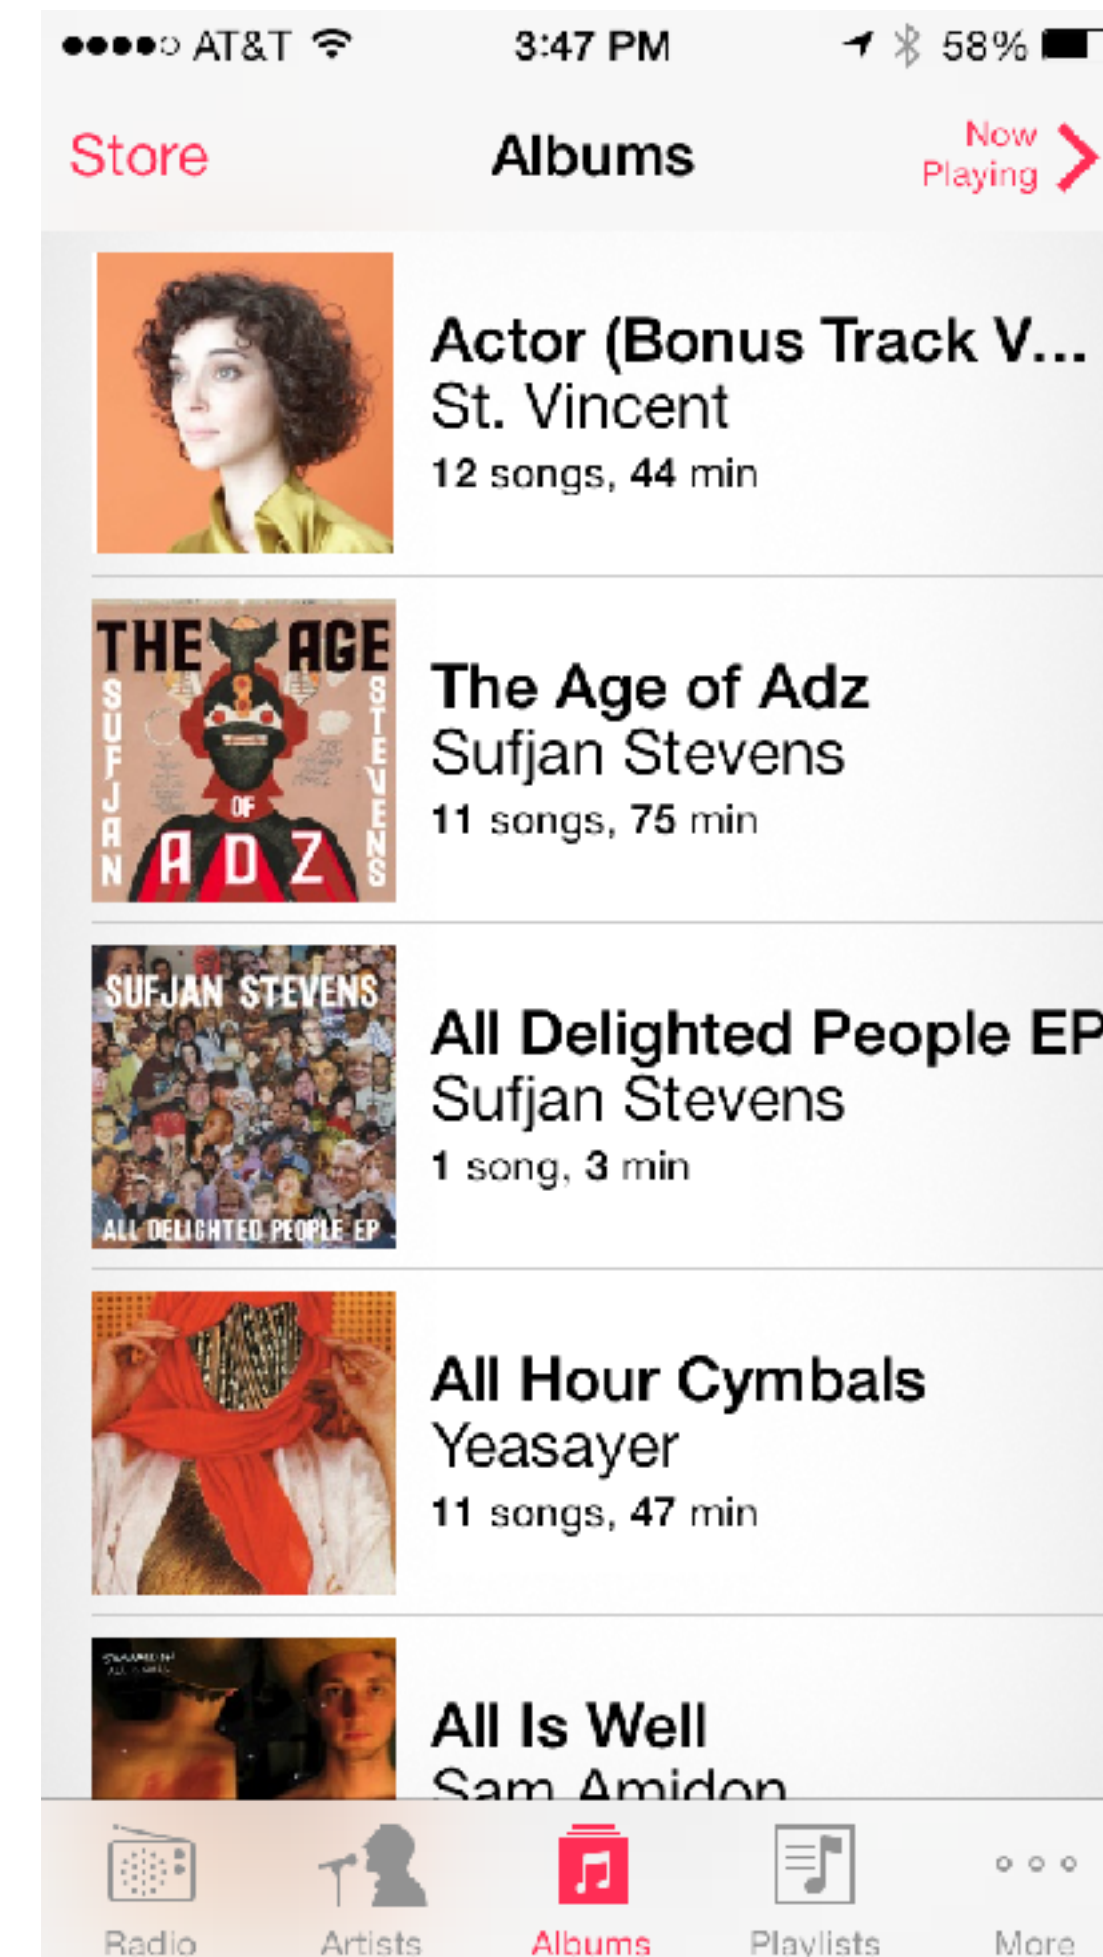 AT&T 3:47 PM 58%
Store Albums Now Playing
Actor (Bonus Track V...
St. Vincent
12 songs, 44 min
THE AGE
SUFJAN
STEVENS
OF
ADZ
The Age of Adz
Sufjan Stevens
11 songs, 75 min
SUFJAN STEVENS
ALL DELIGHTED PEOPLE EP
All Delighted People EP
Sufjan Stevens
1 song, 3 min
All Hour Cymbals
Yeasayer
11 songs, 47 min
All Is Well
Sam Amidon
Radio Artists Albums Playlists More